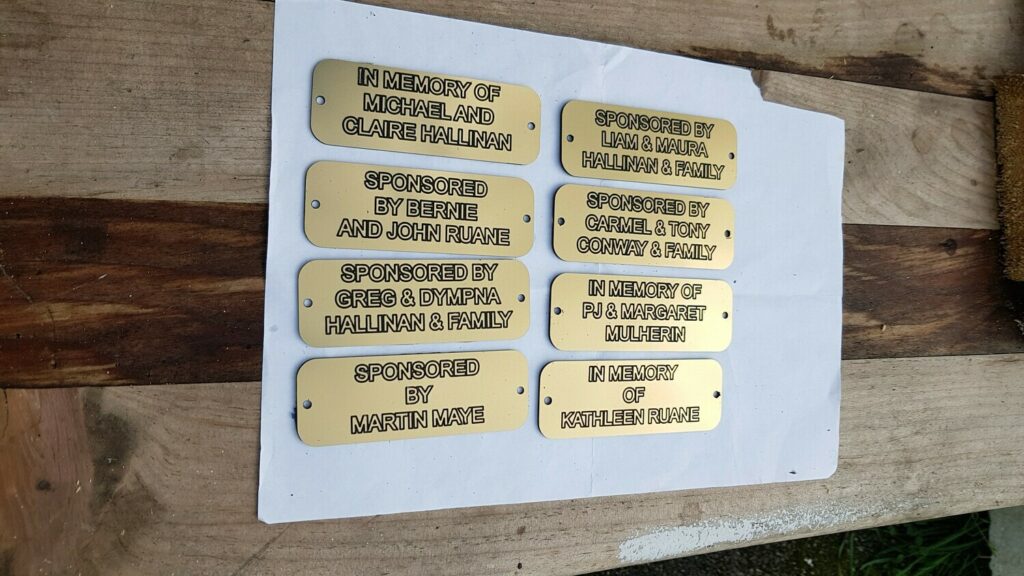 IN MEMORY OF
MICHAEL AND
CLAIRE HALLINAN
SPONSORED
BY BERNIE
AND JOHN RUANE
SPONSORED BY
GREG & DYMPNA
HALLINAN & FAMILY
SPONSORED
BY
MARTIN MAYE
SPONSORED BY
LIAM & MAURA
HALLINAN & FAMILY
SPONSORED BY
CARMEL & TONY
CONWAY & FAMILY
IN MEMORY OF
PJ & MARGARET
MULHERIN
IN MEMORY
OF
KATHLEEN RUANE